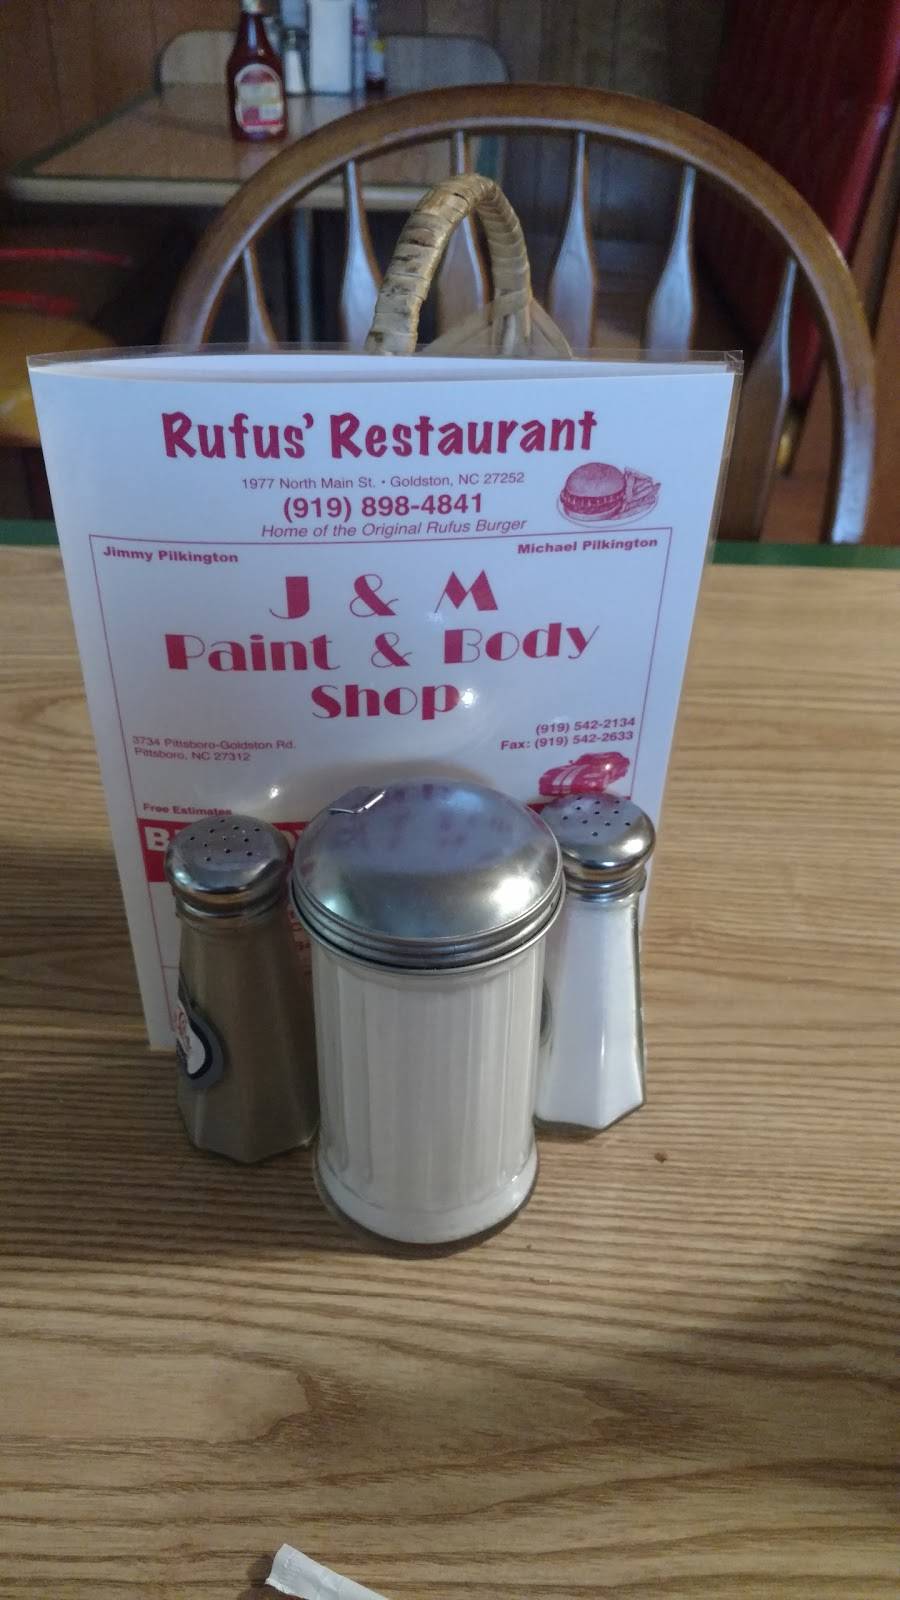 Rufus' Restaurant
1977 North Main St. • Goldston, NC 27252
(919) 898-4841
Home of the Original Rufus Burger
Jimmy Pilkington
Michael Pilkington
J & M
Paint & Body
Shop
3734 Pittsboro-Goldston Rd.
Pittsboro, NC 27312
(919) 542-2134
Fax: (919) 542-2633
Free Estimates